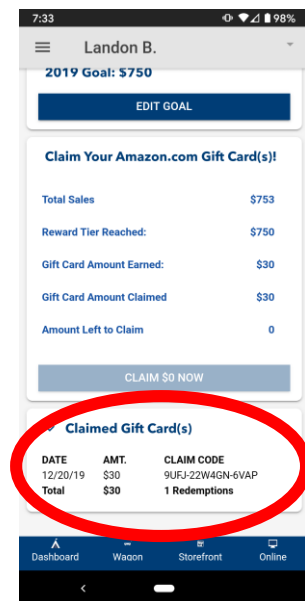 7:33 98%
Landon B.
2019 Goal: $750
EDIT GOAL
Claim Your Amazon.com Gift Card(s)!
Total Sales $753
Reward Tier Reached: $750
Gift Card Amount Earned: $30
Gift Card Amount Claimed $30
Amount Left to Claim 0
CLAIM $0 NOW
Claimed Gift Card(s)
DATE AMT. CLAIM CODE
12/20/19 $30 9UFJ-22W4GN-6VAP
Total $30 1 Redemptions
Dashboard Wagon Storefront Online